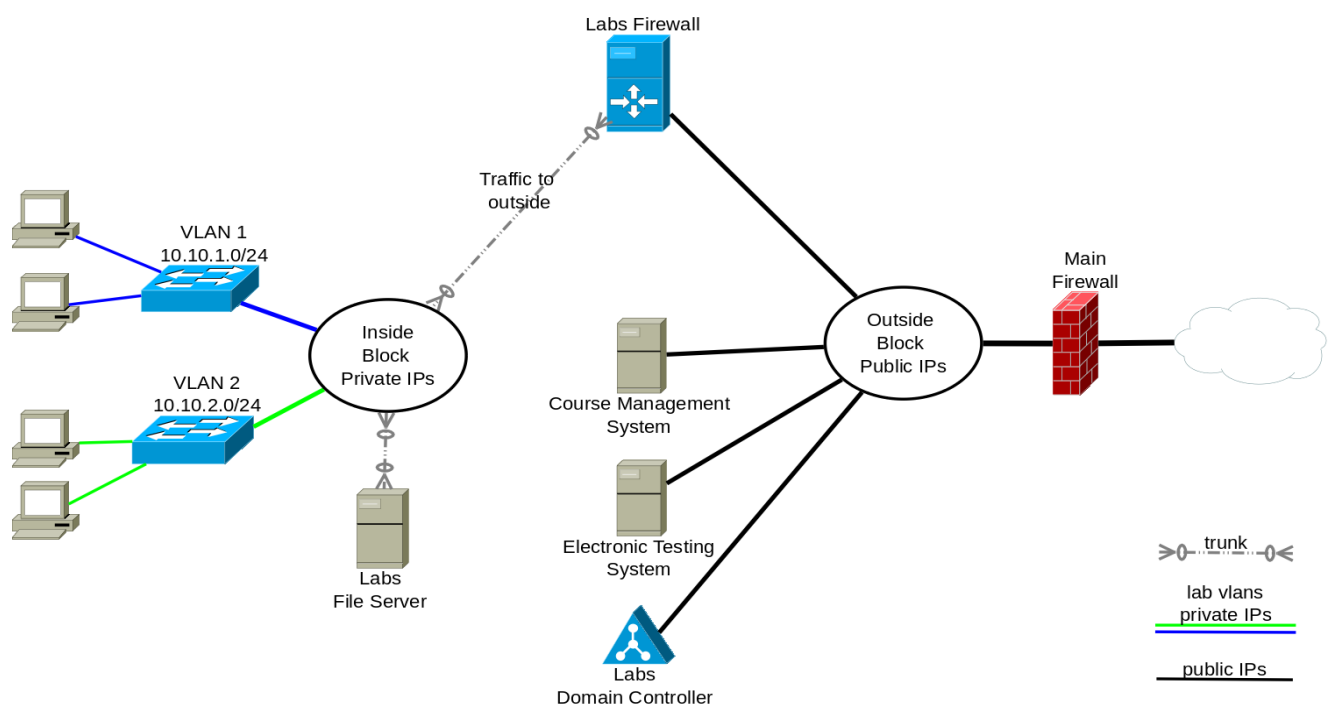 Labs Firewall
Traffic to
outside
VLAN 1
10.10.1.0/24
Main
Firewall
Inside
Block
Private IPs
Outside
Block
Public IPs
VLAN 2
10.10.2.0/24
Course Management
System
Electronic Testing
System
Labs
File Server
Labs
Domain Controller
trunk
lab vlans
private IPs
public IPs